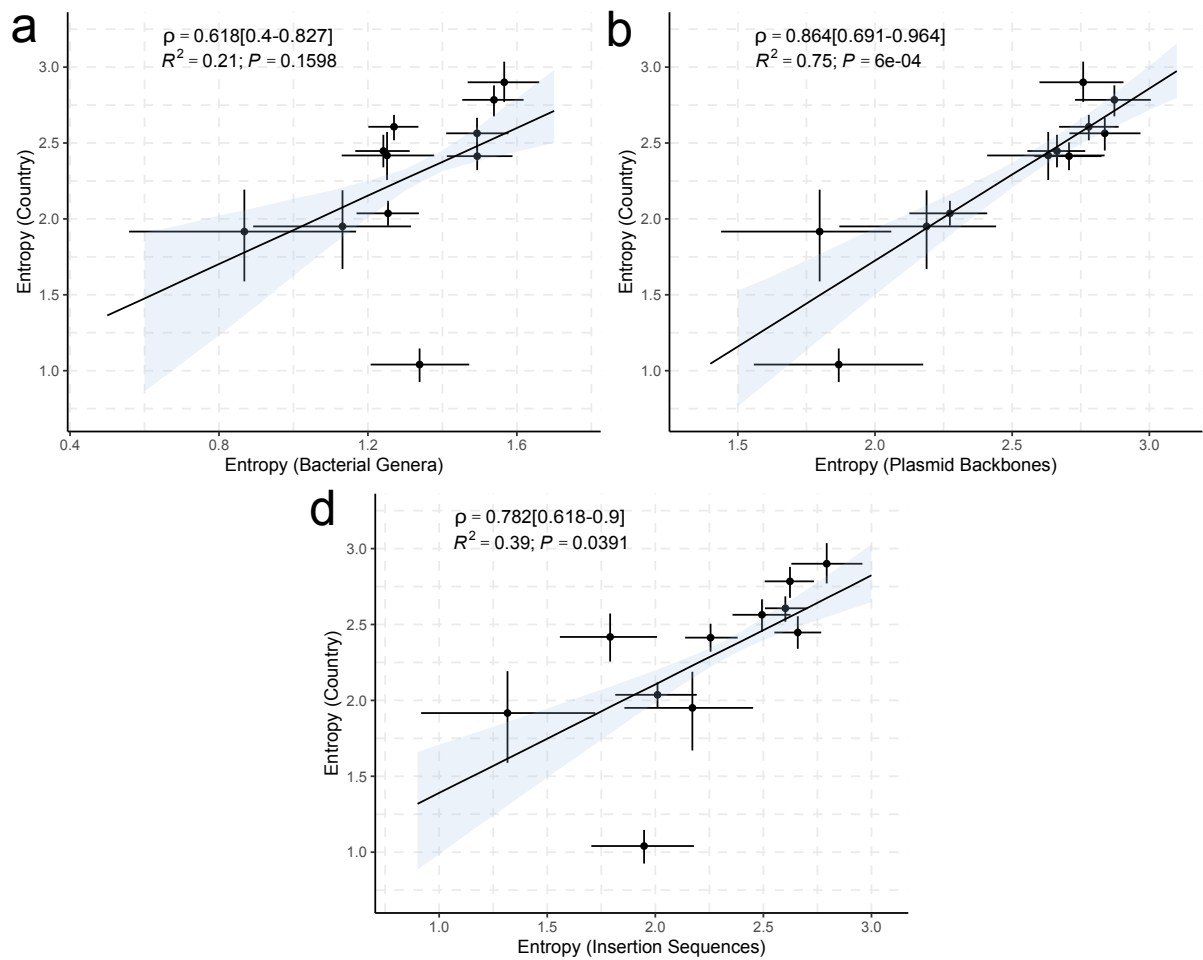 a
ρ = 0.618[0.4-0.827]
R² = 0.21; P = 0.1598
3.0
2.5
2.0
1.5
1.0
Entropy (Country)
0.4 0.8 1.2 1.6
Entropy (Bacterial Genera)
b
ρ = 0.864[0.691-0.964]
R² = 0.75; P = 6e-04
3.0
2.5
2.0
1.5
1.0
Entropy (Country)
1.5 2.0 2.5 3.0
Entropy (Plasmid Backbones)
d
ρ = 0.782[0.618-0.9]
R² = 0.39; P = 0.0391
3.0
2.5
2.0
1.5
1.0
Entropy (Country)
1.0 1.5 2.0 2.5 3.0
Entropy (Insertion Sequences)